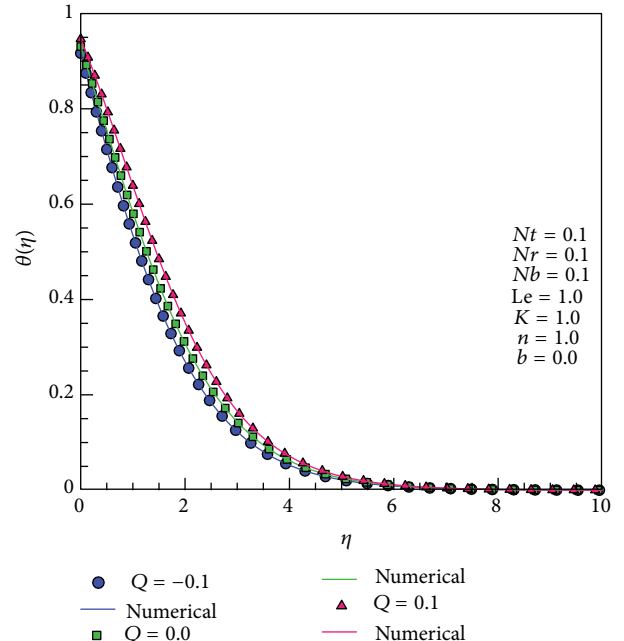 1
0.8
0.6
0.4
0.2
0
θ(η)
0 2 4 6 8 10
η
Nt = 0.1
Nr = 0.1
Nb = 0.1
Le = 1.0
K = 1.0
n = 1.0
b = 0.0
Q = −0.1
Numerical
Q = 0.0
Numerical
Q = 0.1
Numerical